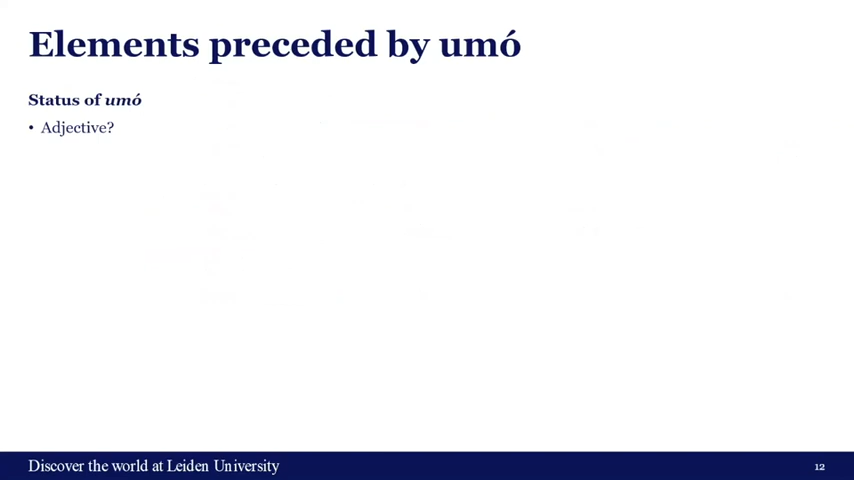 Elements preceded by umó
Status of umó
• Adjective?
Discover the world at Leiden University
12